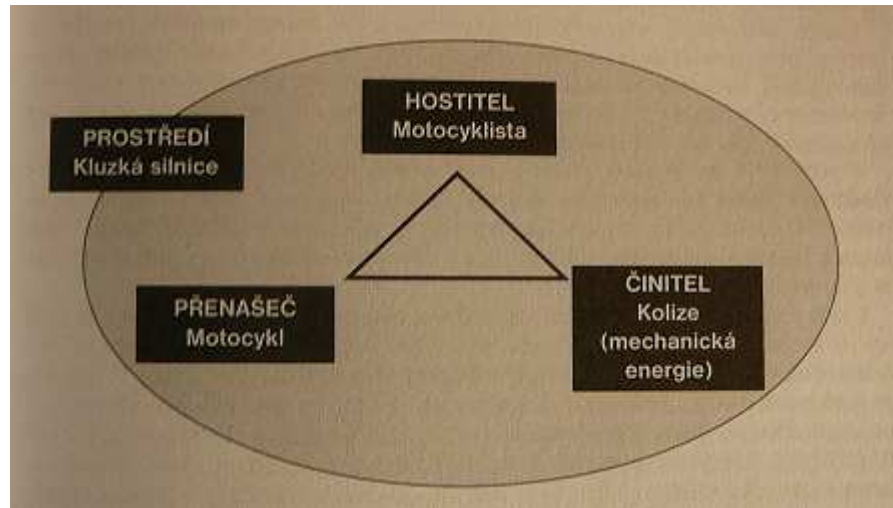 HOSTITEL
Motocyklista
PROSTŘEDÍ
Kluzká silnice
PŘENAŠEČ
Motocykl
ČINITEL
Kolize
(mechanická
energie)